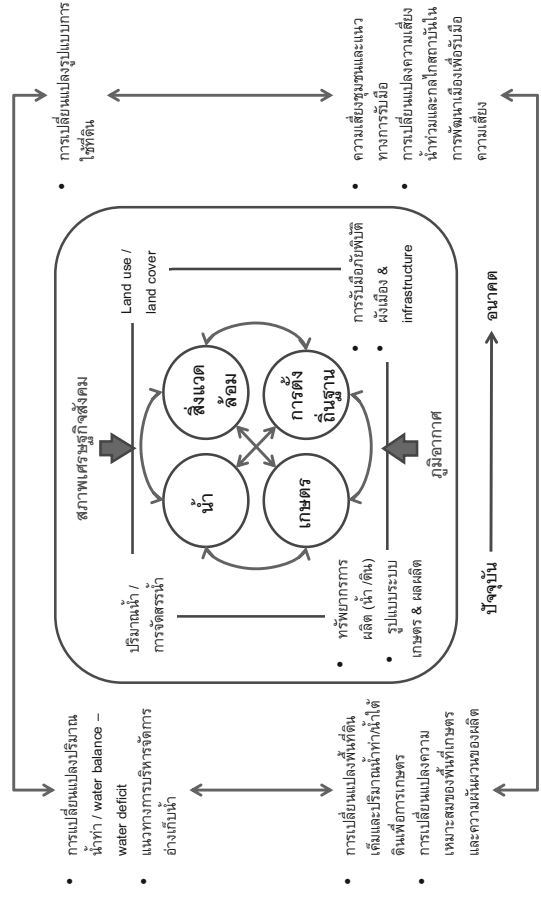 • การแปลี่ยนแปลงปริมาณ
น้ำท่า / water balance –
water deficit
• แนวทางการบริหารจัดการ
อ่างเก็บน้ำ
สภาพเศรษฐกิจสังคม
• การเปลี่ยนแปลงรูปแบบการ
ใช้ที่ดิน
ปริมาณน้ำ /
การจัดสรรน้ำ
Land use /
land cover
น้ำ
สิ่งแวด
ล้อม
เกษตร
การตั้ง
ถิ่นฐาน
• ทรัพยากรการ
ผลิต (น้ำ /ดิน)
• รูปแบบระบบ
เกษตร & ผลผลิต
• การรับมือภัยพิบัติ
• ผังเมือง &
infrastructure
ภูมิอากาศ
• การเปลี่ยนแปลงพื้นที่ดิน
เค็มและปริมาณน้ำท่า/น้ำใต้
ดินเพื่อการเกษตร
• การเปลี่ยนแปลงความ
เหมาะสมของพื้นที่เกษตร
และความผันผวนของผลิต
• ความเสี่ยงชุมชนและแนว
ทางการรับมือ
• การเปลี่ยนแปลงความเสี่ยง
น้ำท่วมและกลไกสถาบันใน
การพัฒนาเมืองเพื่อรับมือ
ความเสี่ยง
ปัจจุบัน
อนาคต